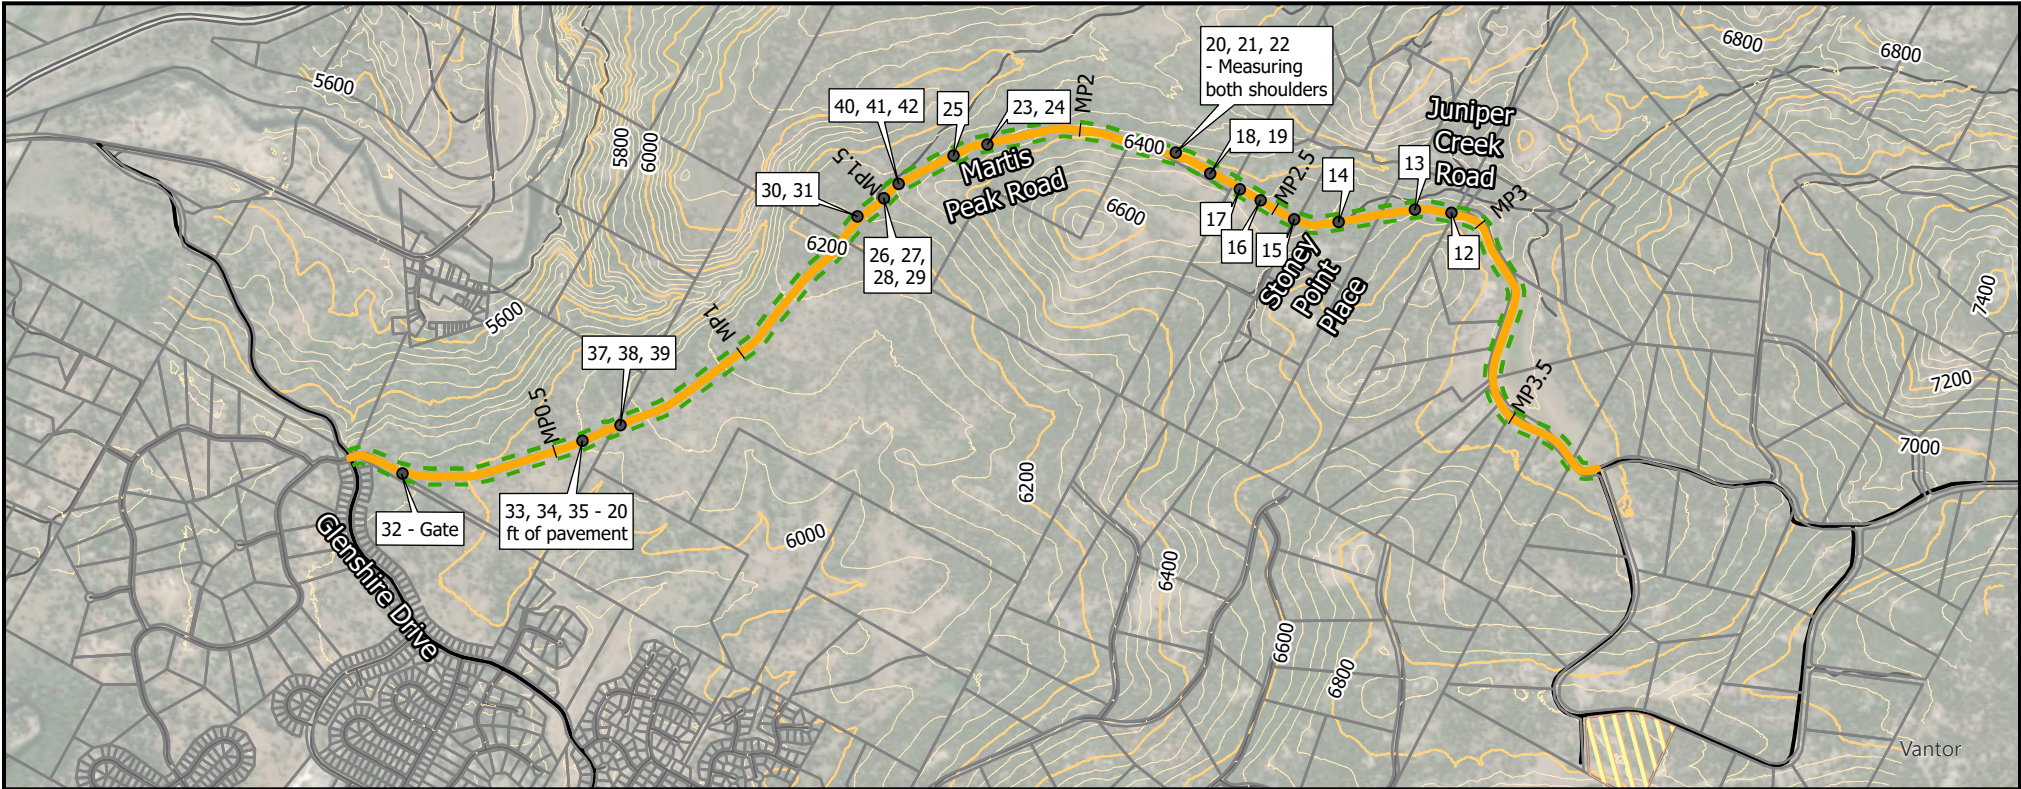 5600
5800
6000
6800
6800
20, 21, 22
- Measuring
both shoulders
40, 41, 42
25
23, 24
MP2
6400
18, 19
Juniper
Creek
Road
MP1.5
Martis
Peak Road
30, 31
6200
26, 27,
28, 29
6600
17
16
15
MP2.5
14
13
12
MP3
Stoney
Point
Place
7400
5600
MP1
37, 38, 39
MP0.5
MP3.5
7200
7000
32 - Gate
33, 34, 35 - 20
ft of pavement
6200
6000
Glenshire Drive
6400
6600
6800
Vantor